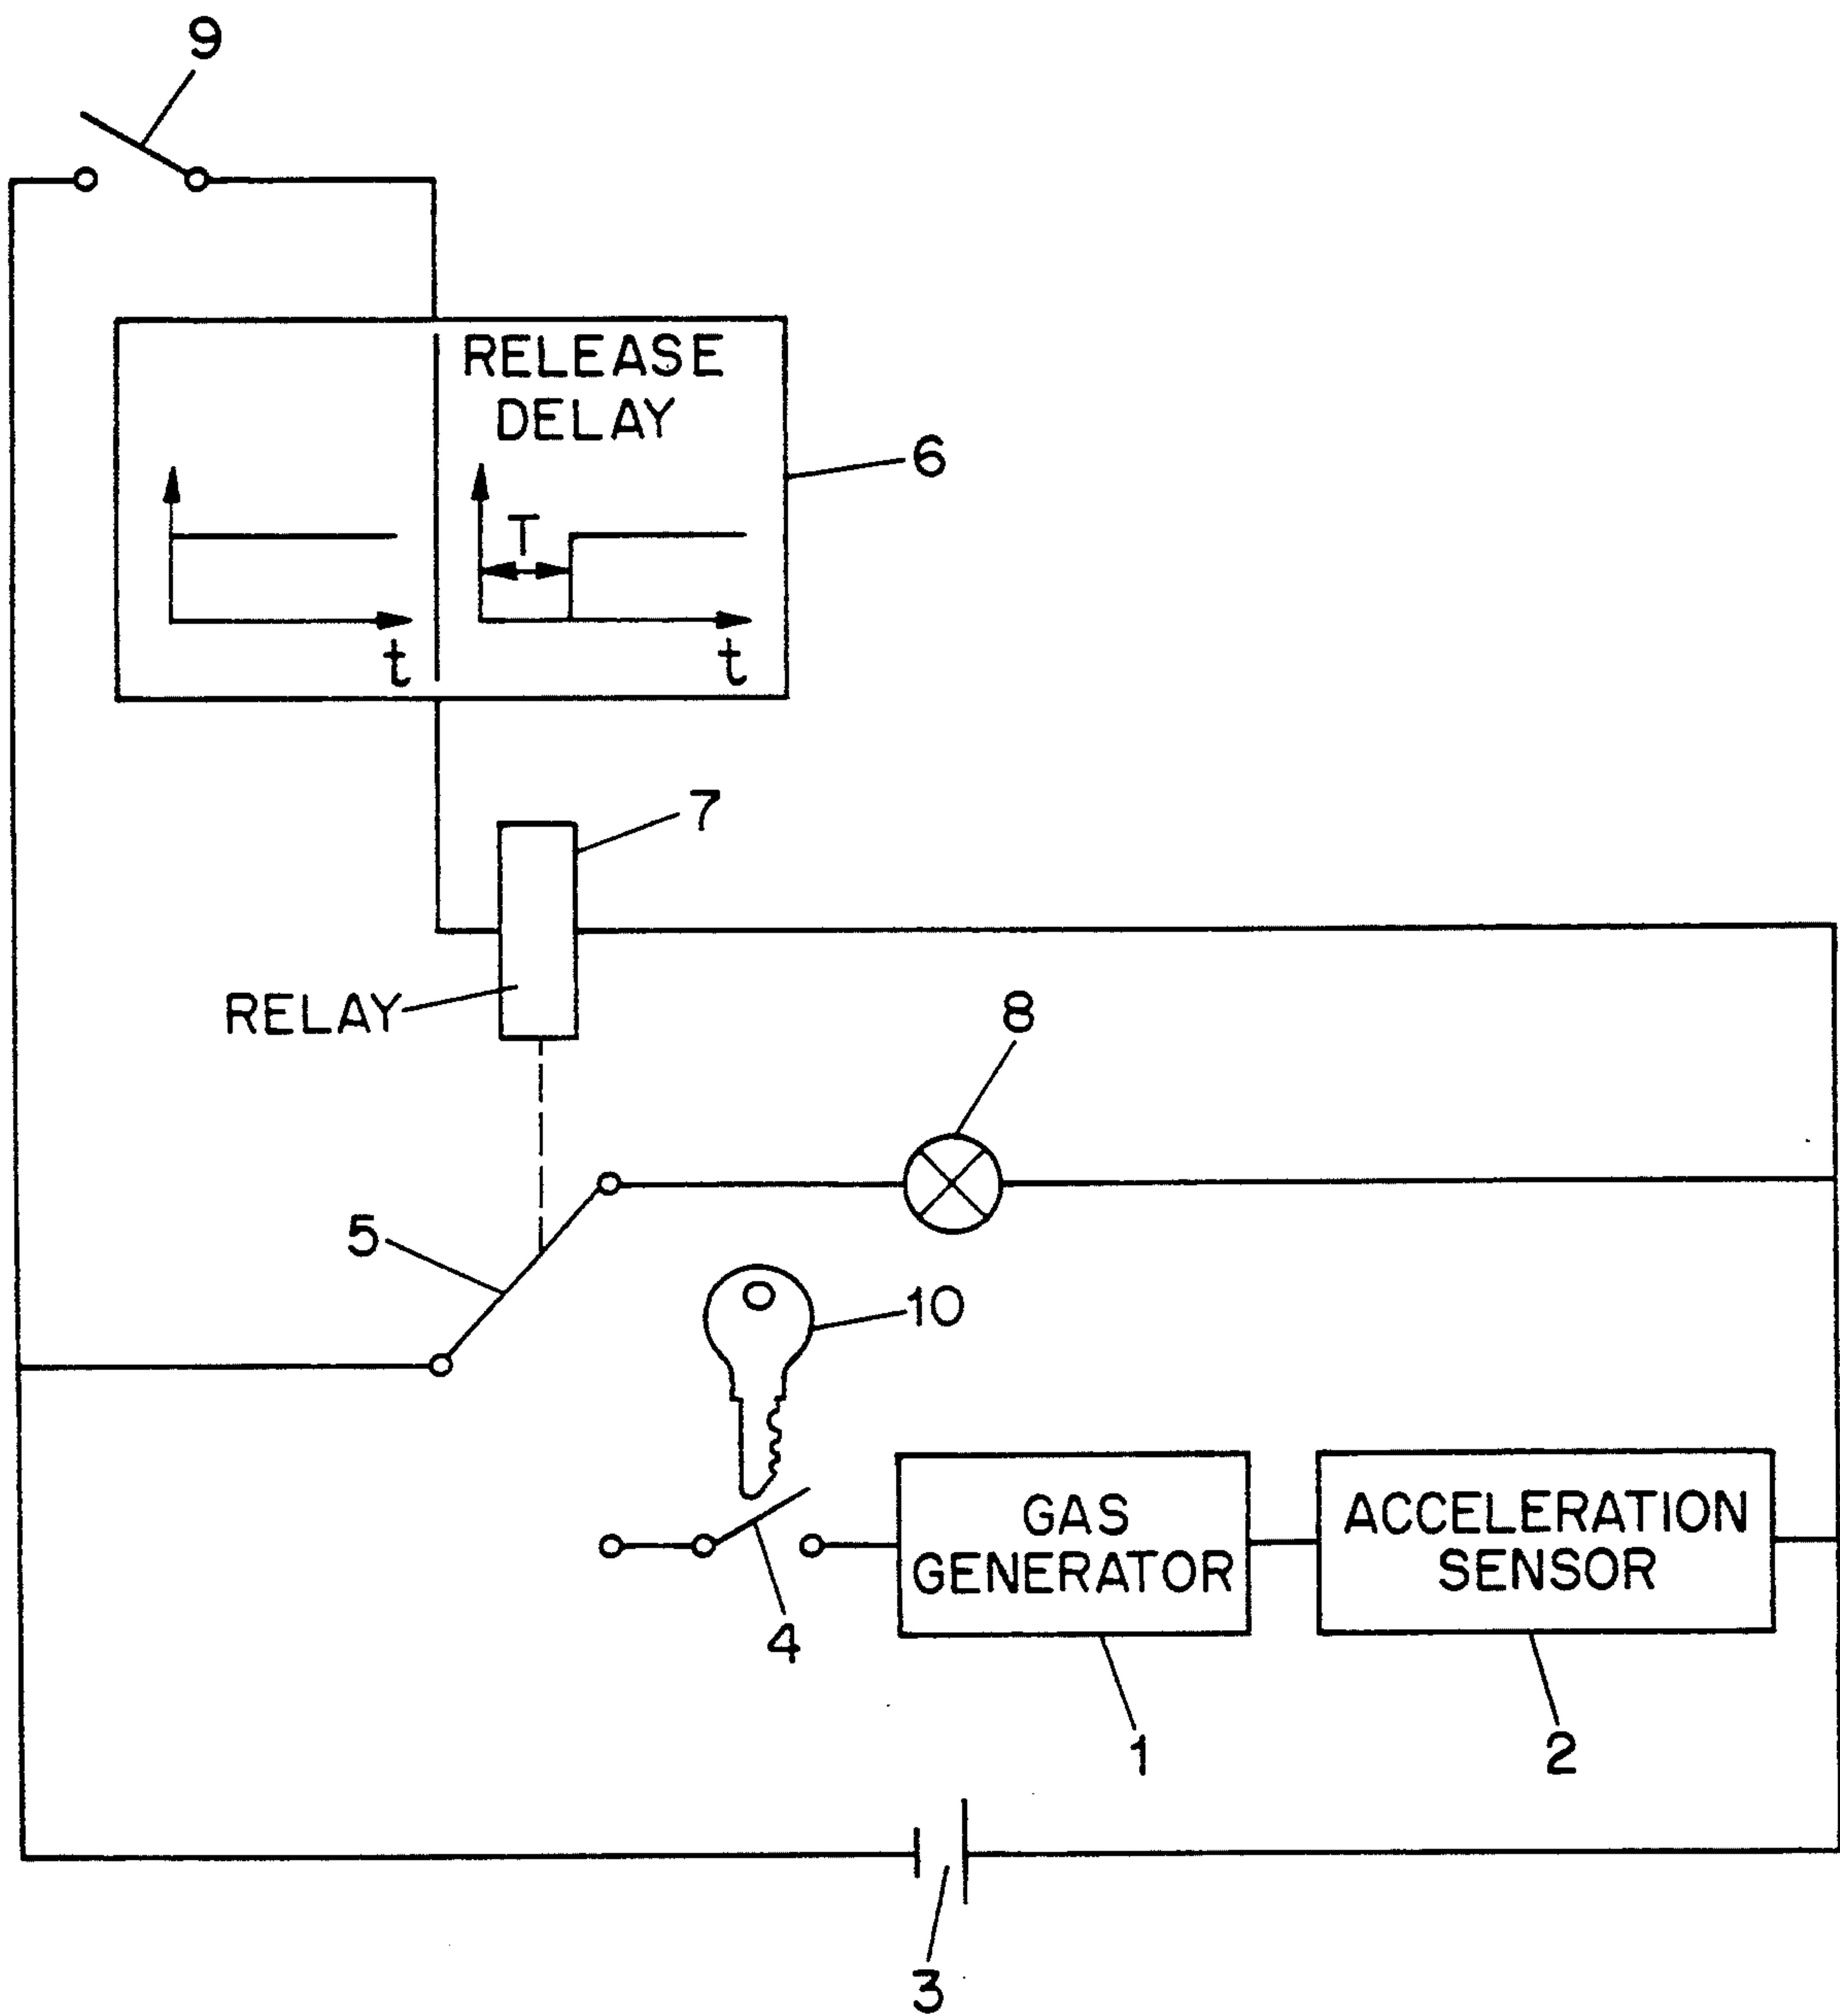 9
RELEASE
DELAY
6
T
t
t
7
RELAY
8
5
10
GAS
GENERATOR
ACCELERATION
SENSOR
4
1
2
3